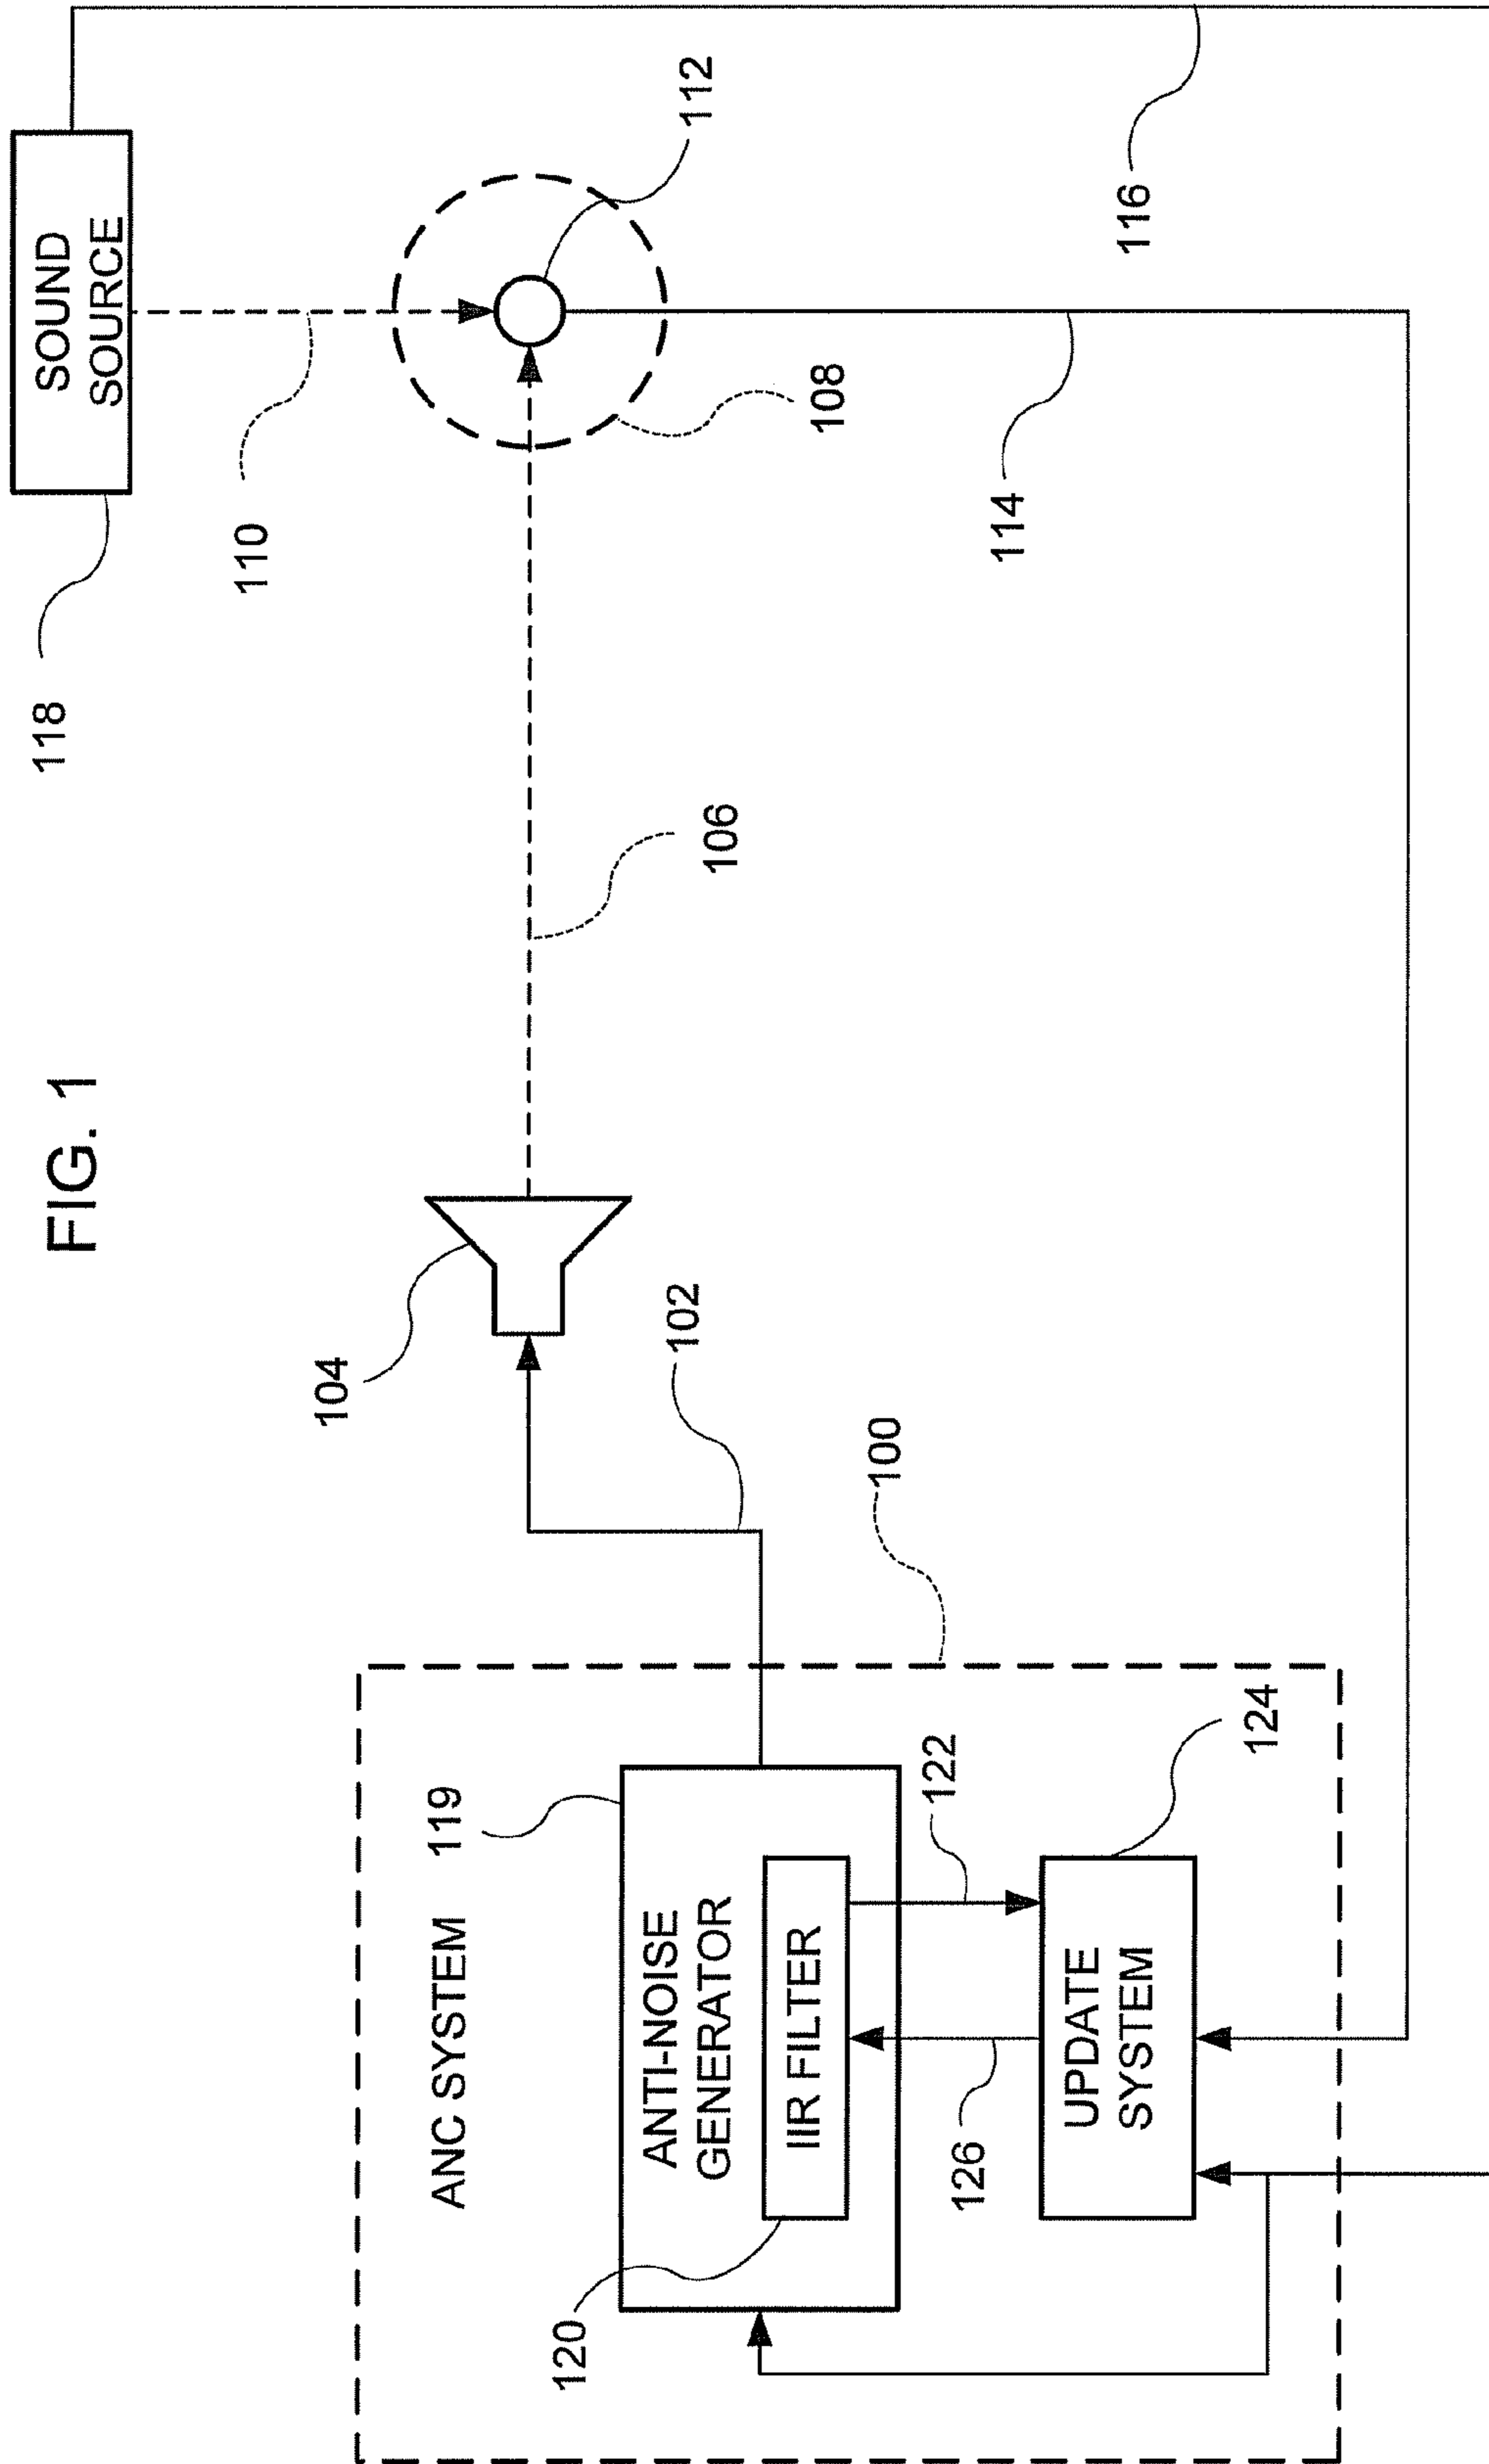 FIG. 1
118
SOUND
SOURCE
110
112
108
106
104
102
114
116
100
ANC SYSTEM
119
ANTI-NOISE
GENERATOR
IIR FILTER
120
122
126
UPDATE
SYSTEM
124